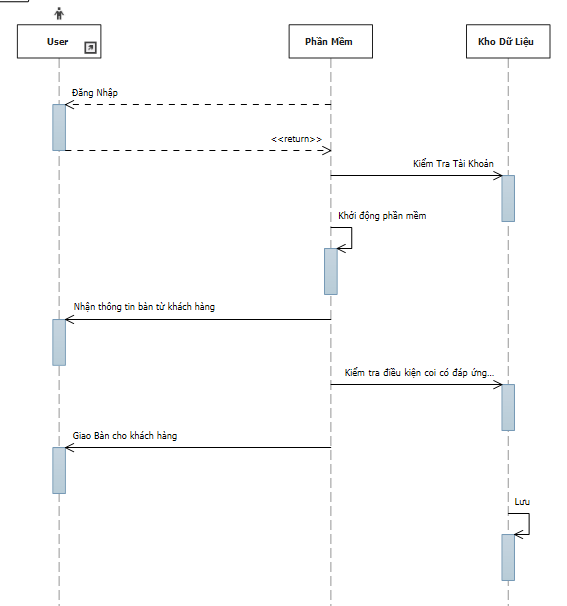 User
Phần Mềm
Kho Dữ Liệu
Đăng Nhập
<<return>>
Kiểm Tra Tài Khoản
Khởi động phần mềm
Nhận thông tin bàn từ khách hàng
Kiểm tra điều kiện coi có đáp ứng...
Giao Bàn cho khách hàng
Lưu